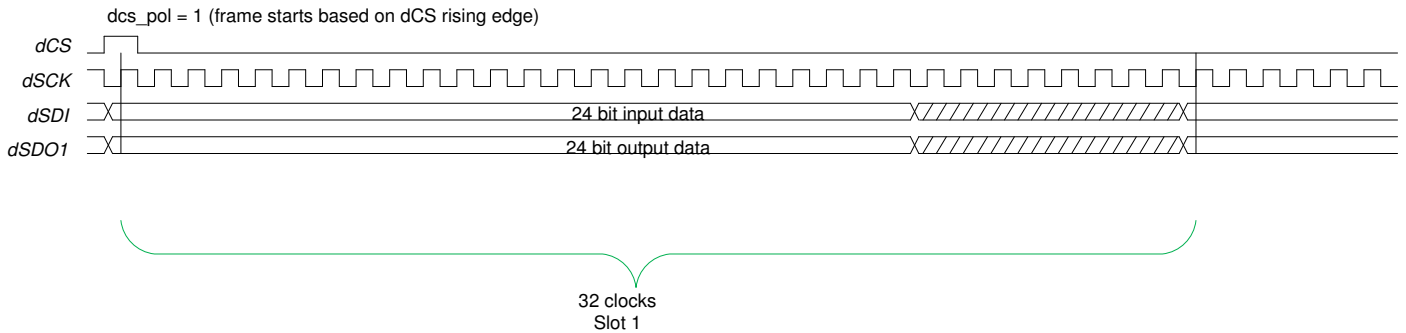 dcs_pol = 1 (frame starts based on dCS rising edge)
dCS
dSCK
dSDI
24 bit input data
dSDO1
24 bit output data
32 clocks
Slot 1